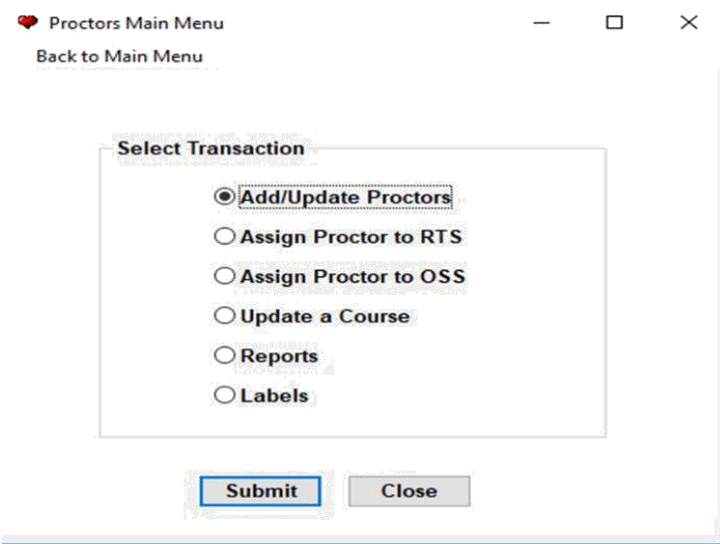 Proctors Main Menu
Back to Main Menu
Select Transaction
Add/Update Proctors
Assign Proctor to RTS
Assign Proctor to OSS
Update a Course
Reports
Labels
Submit Close